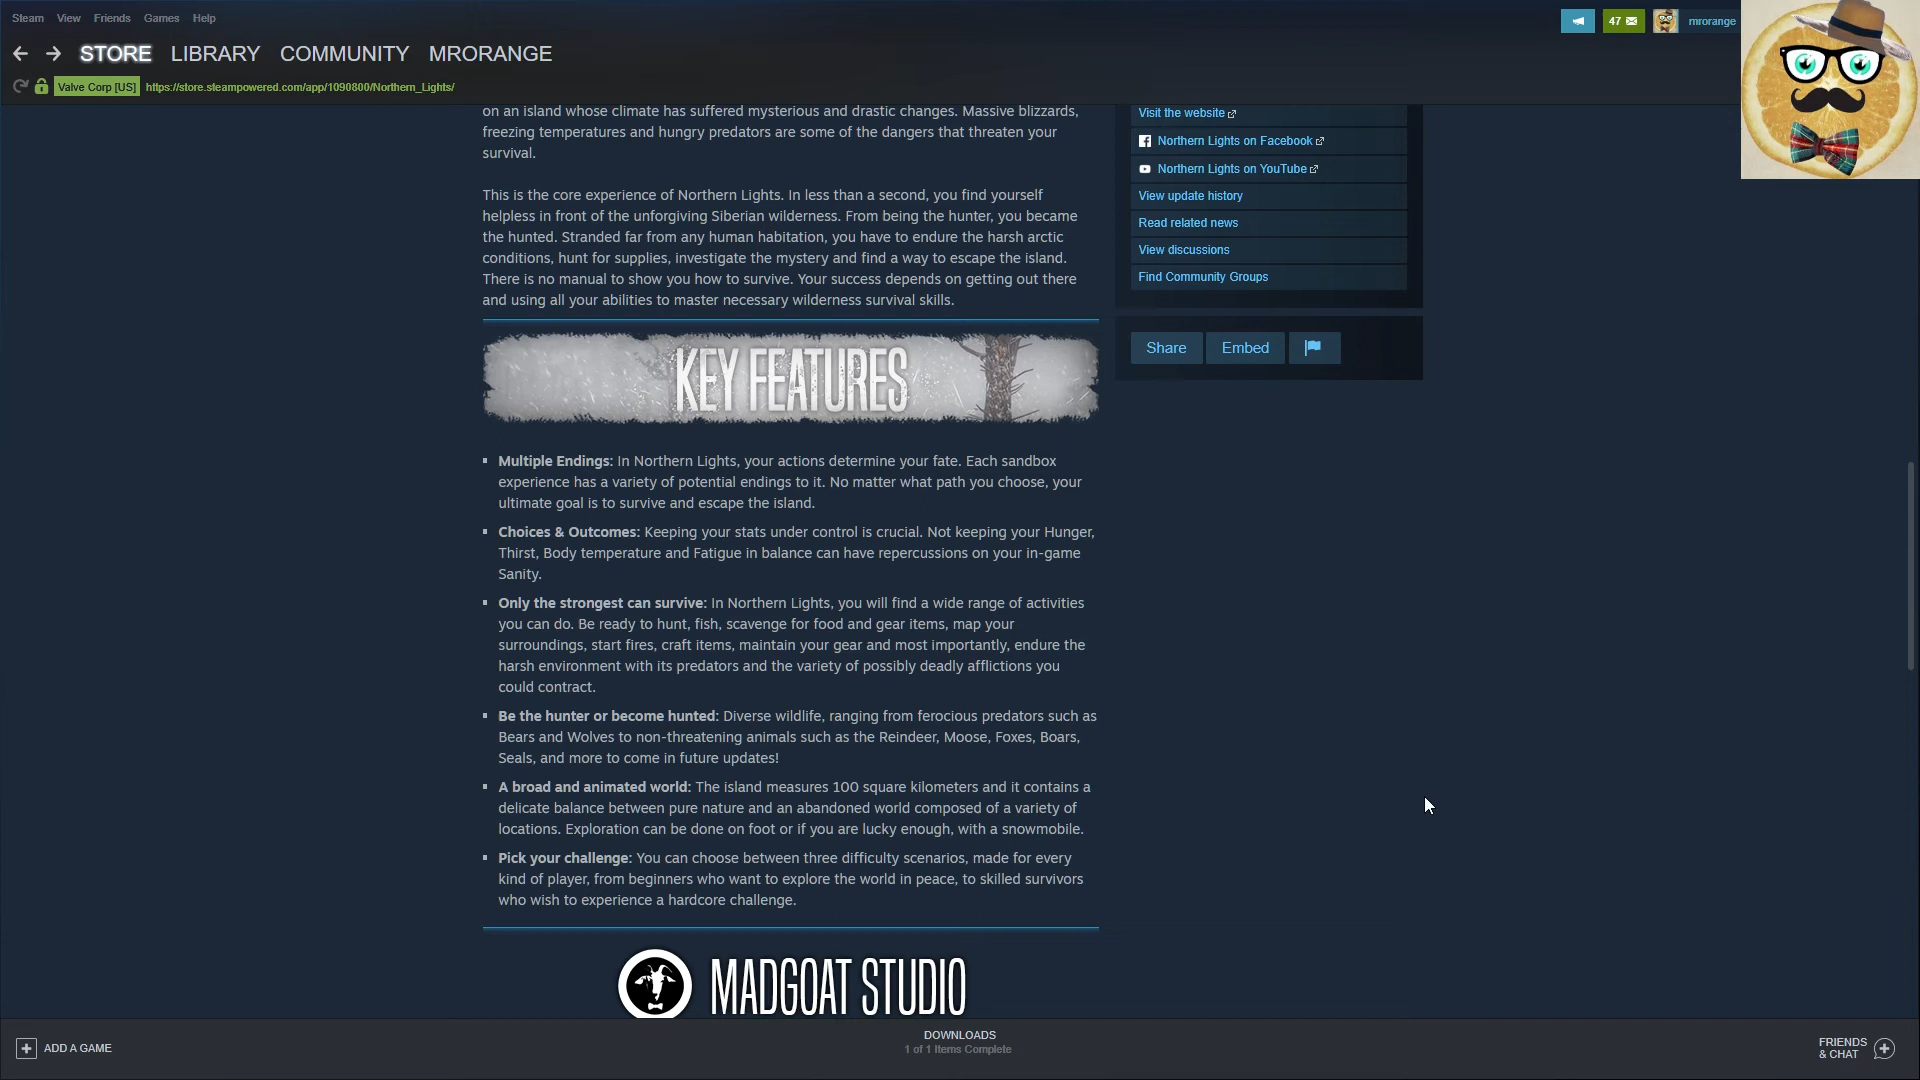 Steam View Friends Games Help
47
mrorange
STORE LIBRARY COMMUNITY MRORANGE
Valve Corp [US] https://store.steampowered.com/app/1090800/Northern_Lights/
on an island whose climate has suffered mysterious and drastic changes. Massive blizzards,
freezing temperatures and hungry predators are some of the dangers that threaten your
survival.
This is the core experience of Northern Lights. In less than a second, you find yourself
helpless in front of the unforgiving Siberian wilderness. From being the hunter, you became
the hunted. Stranded far from any human habitation, you have to endure the harsh arctic
conditions, hunt for supplies, investigate the mystery and find a way to escape the island.
There is no manual to show you how to survive. Your success depends on getting out there
and using all your abilities to master necessary wilderness survival skills.
KEY FEATURES
Multiple Endings: In Northern Lights, your actions determine your fate. Each sandbox
experience has a variety of potential endings to it. No matter what path you choose, your
ultimate goal is to survive and escape the island.
Choices & Outcomes: Keeping your stats under control is crucial. Not keeping your Hunger,
Thirst, Body temperature and Fatigue in balance can have repercussions on your in-game
Sanity.
Only the strongest can survive: In Northern Lights, you will find a wide range of activities
you can do. Be ready to hunt, fish, scavenge for food and gear items, map your
surroundings, start fires, craft items, maintain your gear and most importantly, endure the
harsh environment with its predators and the variety of possibly deadly afflictions you
could contract.
Be the hunter or become hunted: Diverse wildlife, ranging from ferocious predators such as
Bears and Wolves to non-threatening animals such as the Reindeer, Moose, Foxes, Boars,
Seals, and more to come in future updates!
A broad and animated world: The island measures 100 square kilometers and it contains a
delicate balance between pure nature and an abandoned world composed of a variety of
locations. Exploration can be done on foot or if you are lucky enough, with a snowmobile.
Pick your challenge: You can choose between three difficulty scenarios, made for every
kind of player, from beginners who want to explore the world in peace, to skilled survivors
who wish to experience a hardcore challenge.
MADGOAT STUDIO
Visit the website
Northern Lights on Facebook
Northern Lights on YouTube
View update history
Read related news
View discussions
Find Community Groups
Share Embed
ADD A GAME
DOWNLOADS
1 of 1 Items Complete
FRIENDS
& CHAT